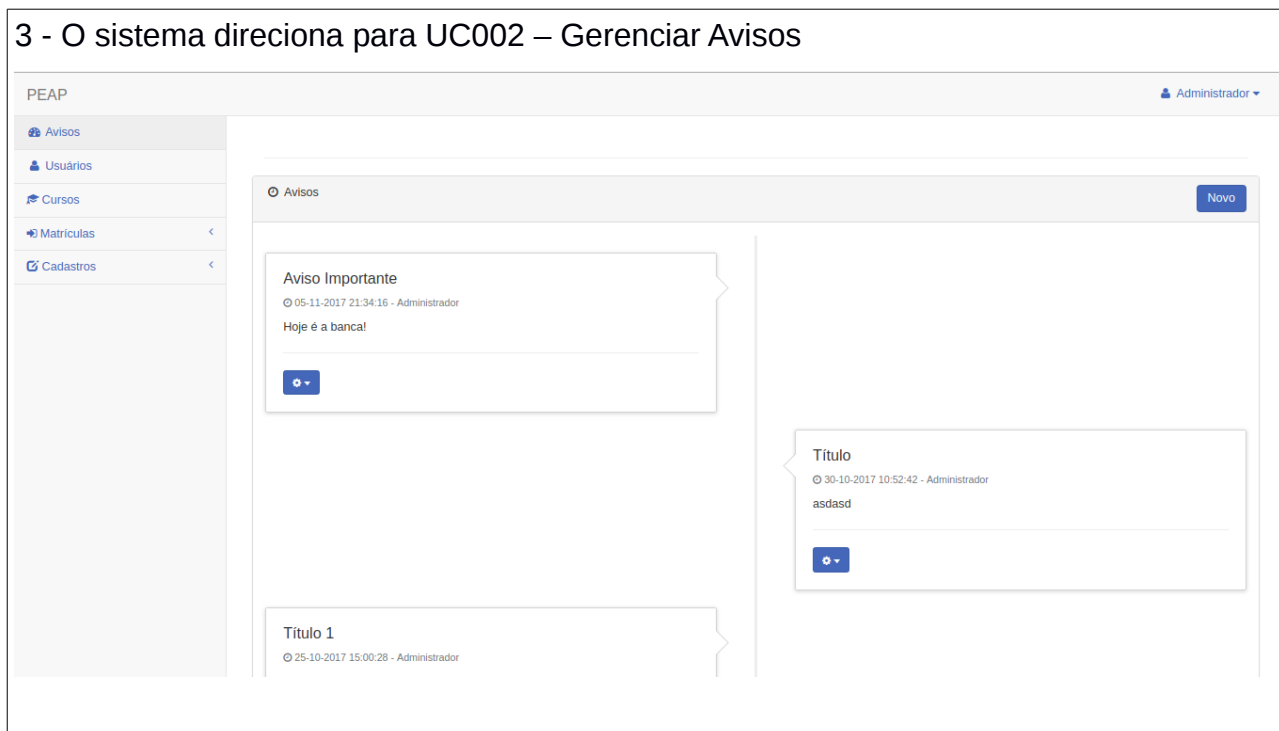 3 - O sistema direciona para UC002 – Gerenciar Avisos
PEAP
Administrador
Avisos
Usuários
Cursos
Matrículas
Cadastros
Avisos
Novo
Aviso Importante
05-11-2017 21:34:16 - Administrador
Hoje é a banca!
Título
30-10-2017 10:52:42 - Administrador
asdasd
Título 1
25-10-2017 15:00:28 - Administrador